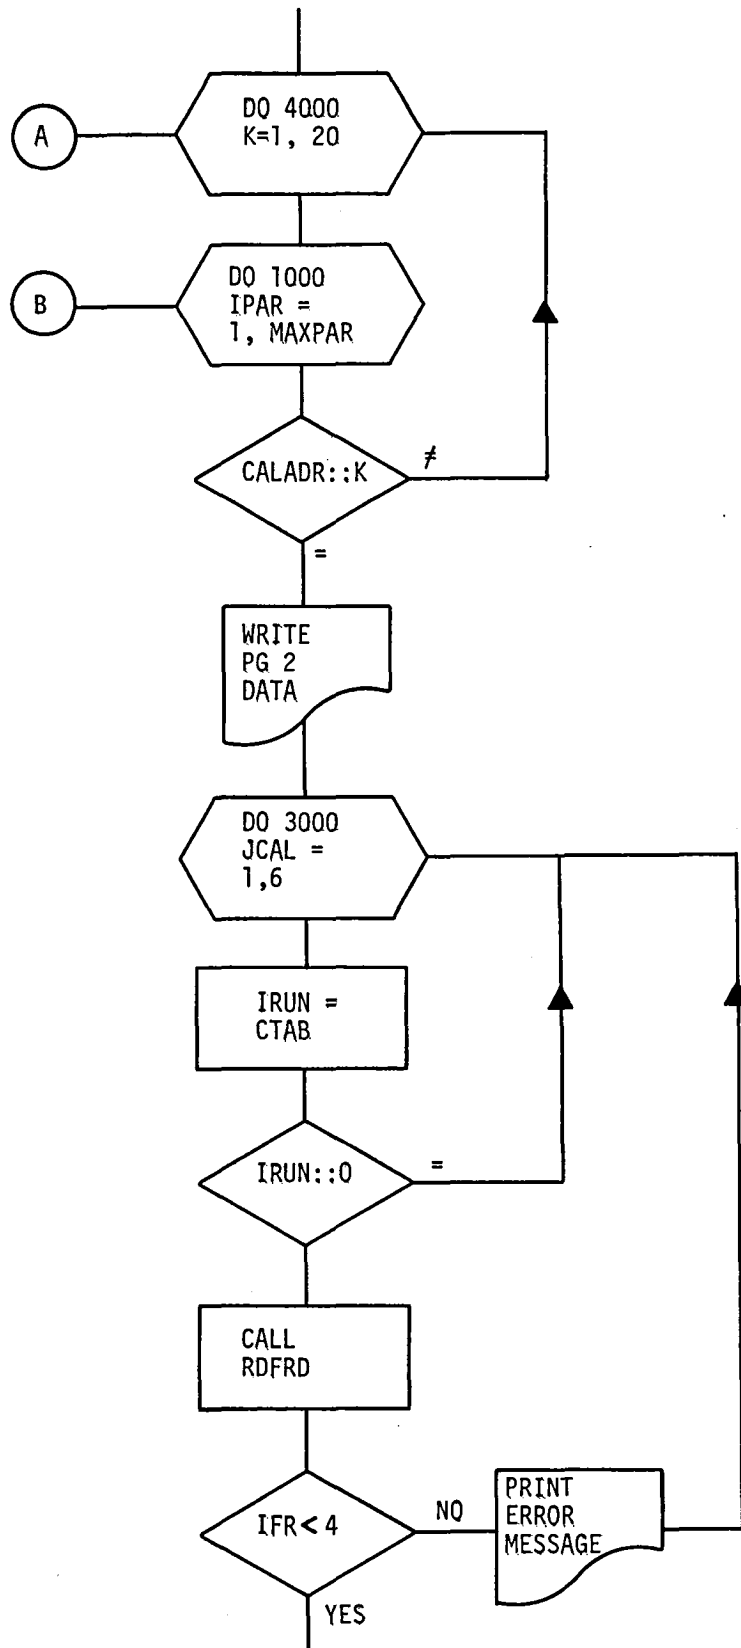 DO 4000
A
K=1, 20
DO 1000
B
IPAR =
1, MAXPAR
CALADR::K
≠
=
WRITE
PG 2
DATA
DO 3000
JCAL =
1,6
IRUN =
CTAB
IRUN::0
=
CALL
RDFRD
IFR<4
NO
PRINT
ERROR
MESSAGE
YES